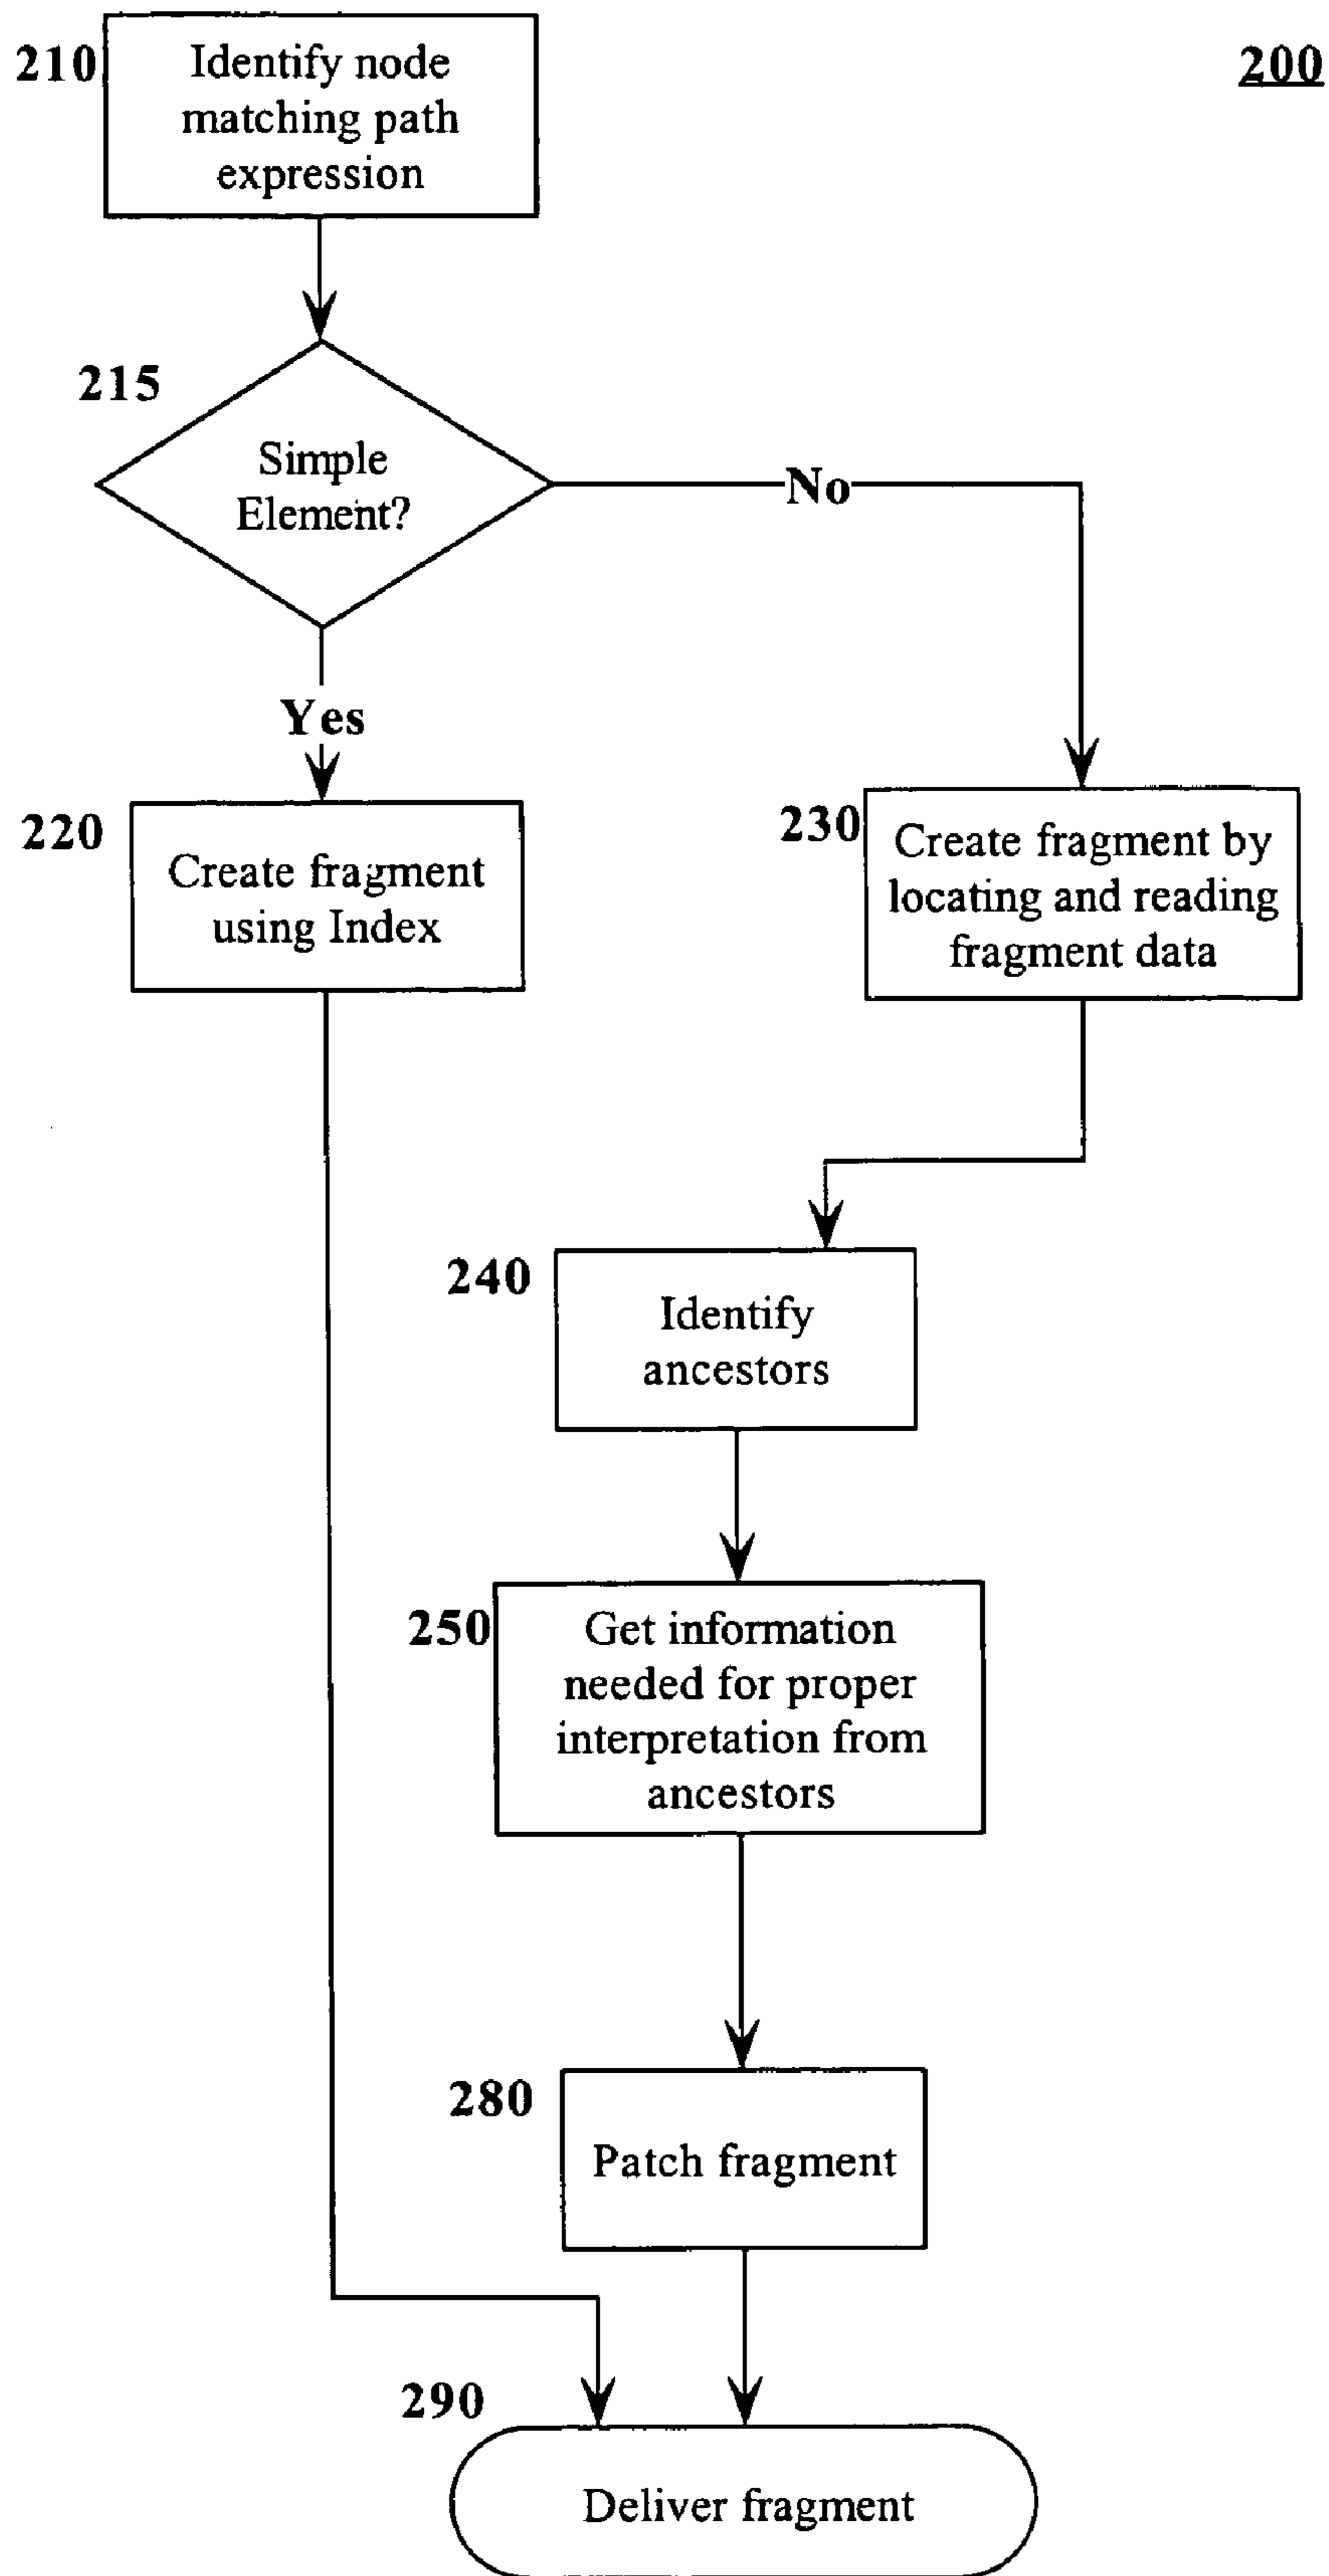 200
210
Identify node
matching path
expression
215
Simple
Element?
No
Yes
220
Create fragment
using Index
230
Create fragment by
locating and reading
fragment data
240
Identify
ancestors
250
Get information
needed for proper
interpretation from
ancestors
280
Patch fragment
290
Deliver fragment